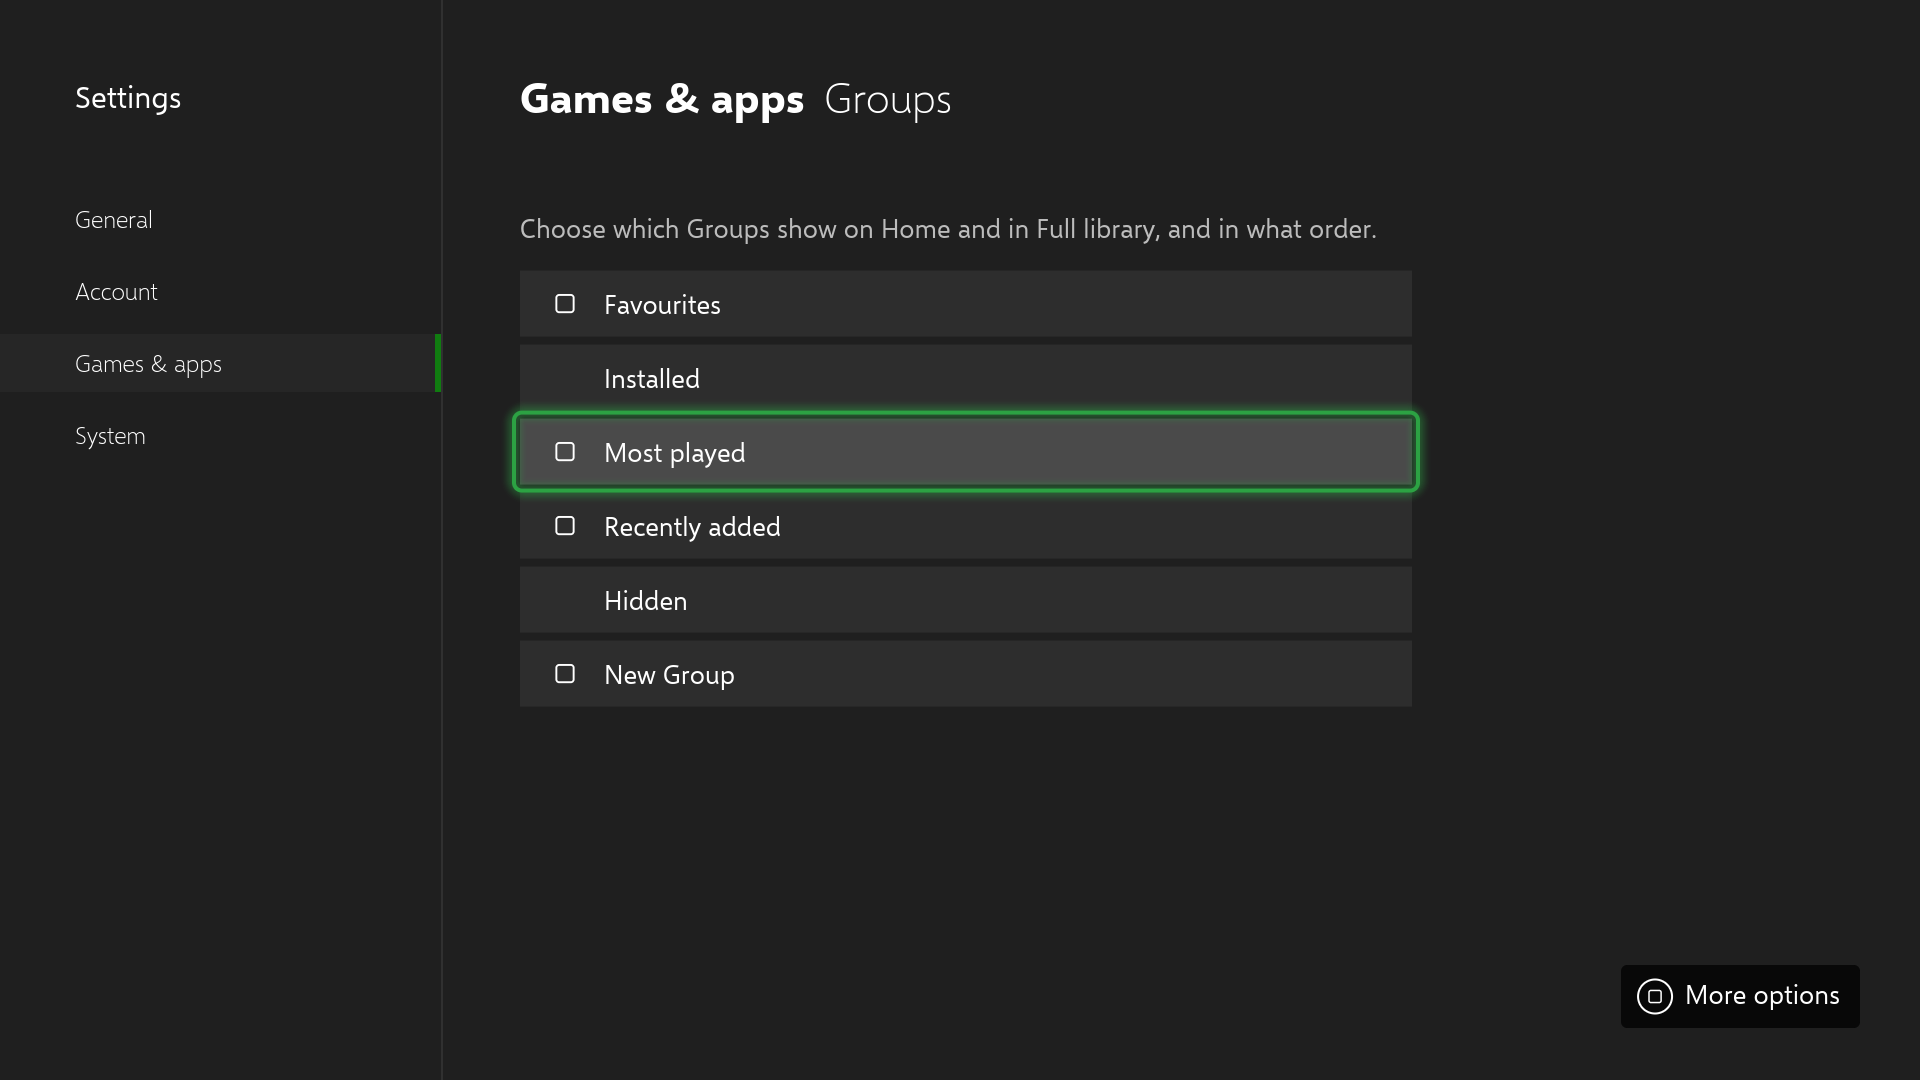 Settings
General
Account
Games & apps
System
Games & apps Groups
Choose which Groups show on Home and in Full library, and in what order.
Favourites
Installed
Most played
Recently added
Hidden
New Group
More options